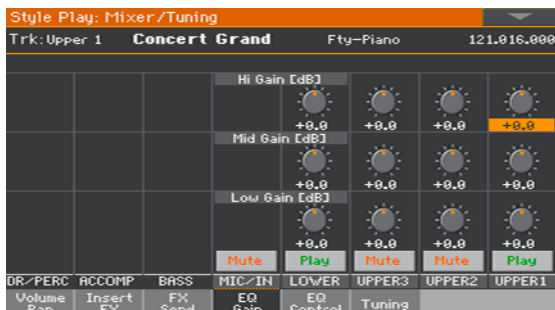 Style Play: Mixer/Tuning
Trk:Upper 1 Concert Grand Fty-Piano 121.016.000
Hi Gain [dB]
+0.0 +0.0 +0.0 +0.0
Mid Gain [dB]
+0.0 +0.0 +0.0 +0.0
Low Gain [dB]
+0.0 +0.0 +0.0 +0.0
Mute Play Mute Mute Play
DR/PERC ACCOMP BASS MIC/IN LOWER UPPER3 UPPER2 UPPER1
Volume Insert FX EQ EQ Tuning
Pan FX Send Gain Control